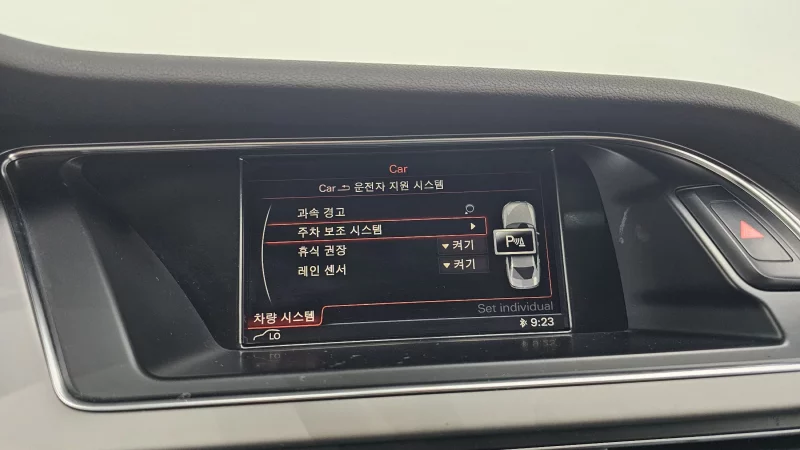 Car
Car 운전자 지원 시스템
과속 경고
주차 보조 시스템
휴식 권장 켜기
레인 센서 켜기
P
차량 시스템 Set individual
LO 9:23